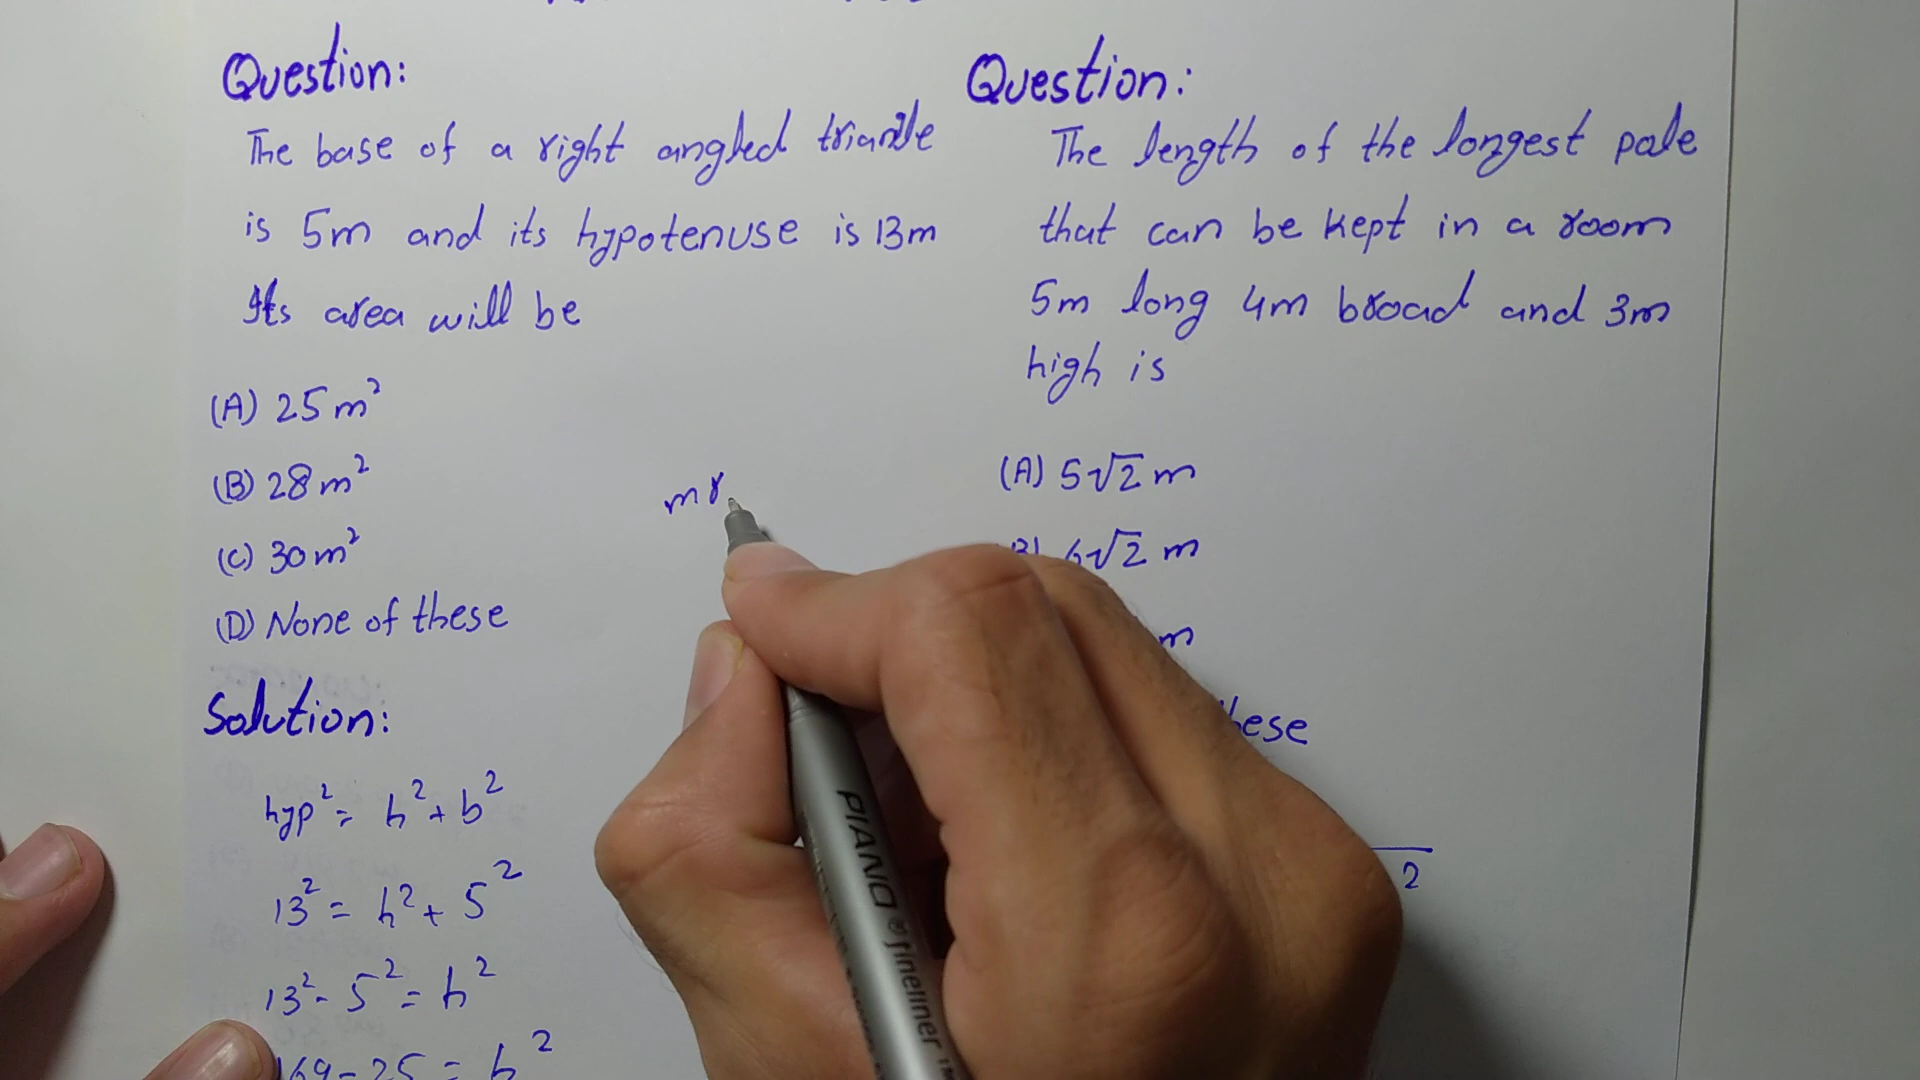 Question:
The base of a right angled triangle
is 5m and its hypotenuse is 13m
Its area will be
(A) 25m²
(B) 28m²
(C) 30m²
(D) None of these
Solution:
hyp² = h² + b²
13² = h² + 5²
13² - 5² = h²
169 - 25 = h²
mr
Question:
The length of the longest pole
that can be kept in a room
5m long 4m broad and 3m
high is
(A) 5√2 m
(B) 6√2 m
m
these
2
PIANO ® fineliner